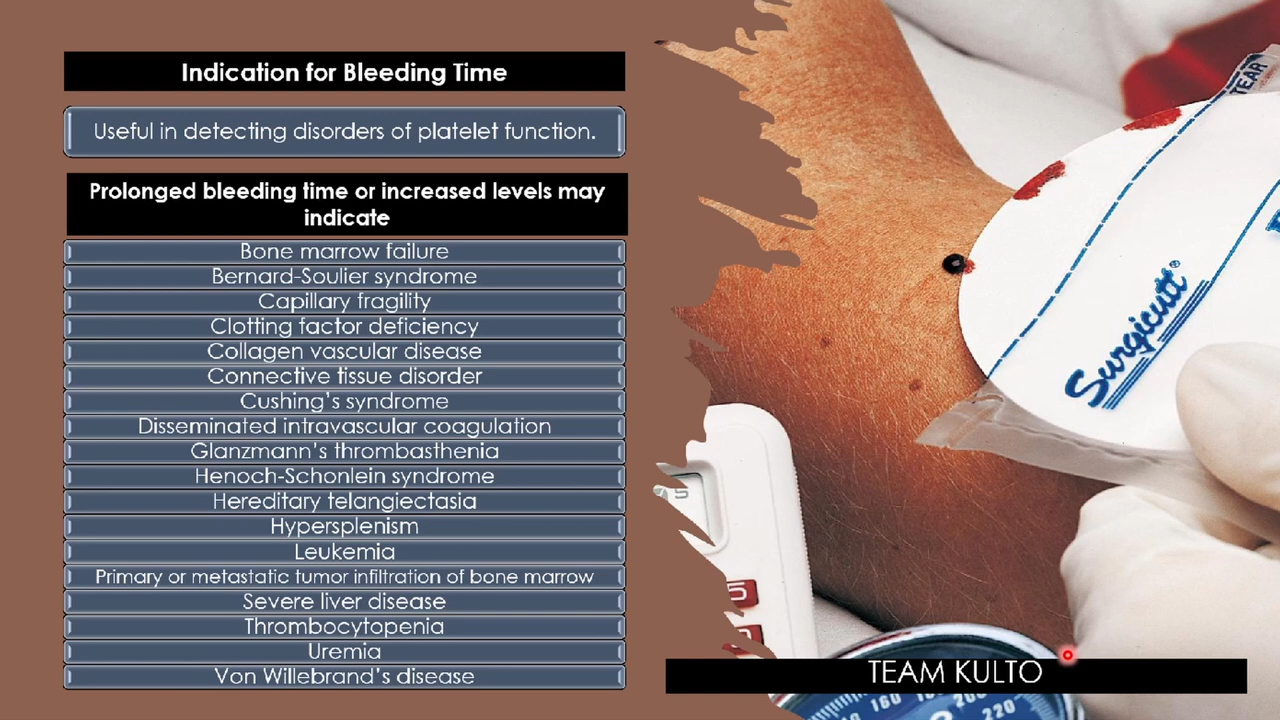 Indication for Bleeding Time
Useful in detecting disorders of platelet function.
Prolonged bleeding time or increased levels may
indicate
Bone marrow failure
Bernard-Soulier syndrome
Capillary fragility
Clotting factor deficiency
Collagen vascular disease
Connective tissue disorder
Cushing's syndrome
Disseminated intravascular coagulation
Glanzmann's thrombasthenia
Henoch-Schonlein syndrome
Hereditary telangiectasia
Hypersplenism
Leukemia
Primary or metastatic tumor infiltration of bone marrow
Severe liver disease
Thrombocytopenia
Uremia
Von Willebrand's disease
TEAR
Surgicutt®
5
TEAM KULTO
160
220